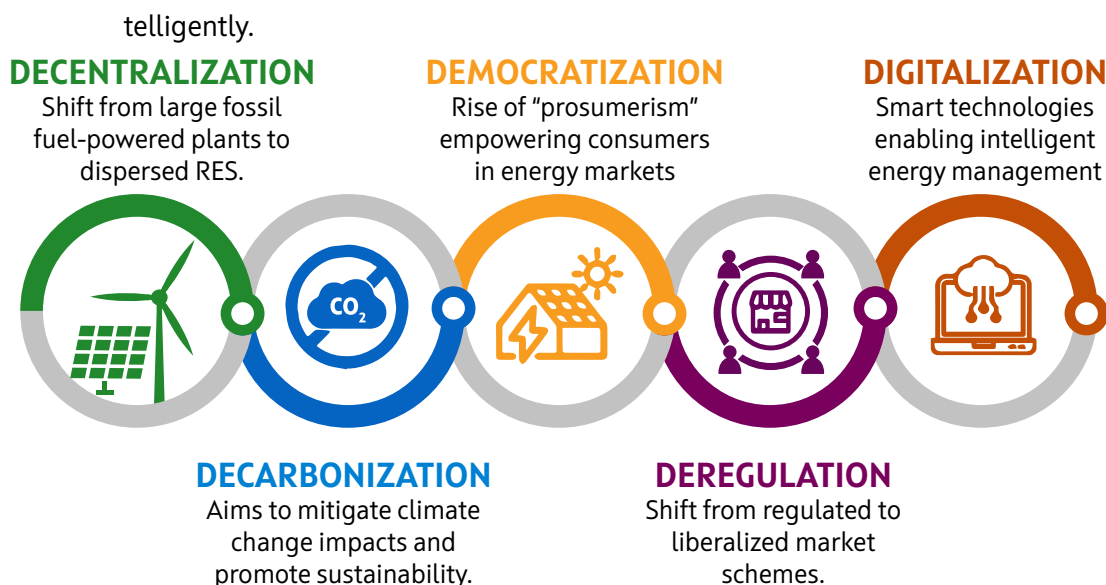 telligently.
DECENTRALIZATION
Shift from large fossil
fuel-powered plants to
dispersed RES.
DEMOCRATIZATION
Rise of “prosumerism”
empowering consumers
in energy markets
DIGITALIZATION
Smart technologies
enabling intelligent
energy management
CO₂
DECARBONIZATION
Aims to mitigate climate
change impacts and
promote sustainability.
DEREGULATION
Shift from regulated to
liberalized market
schemes.